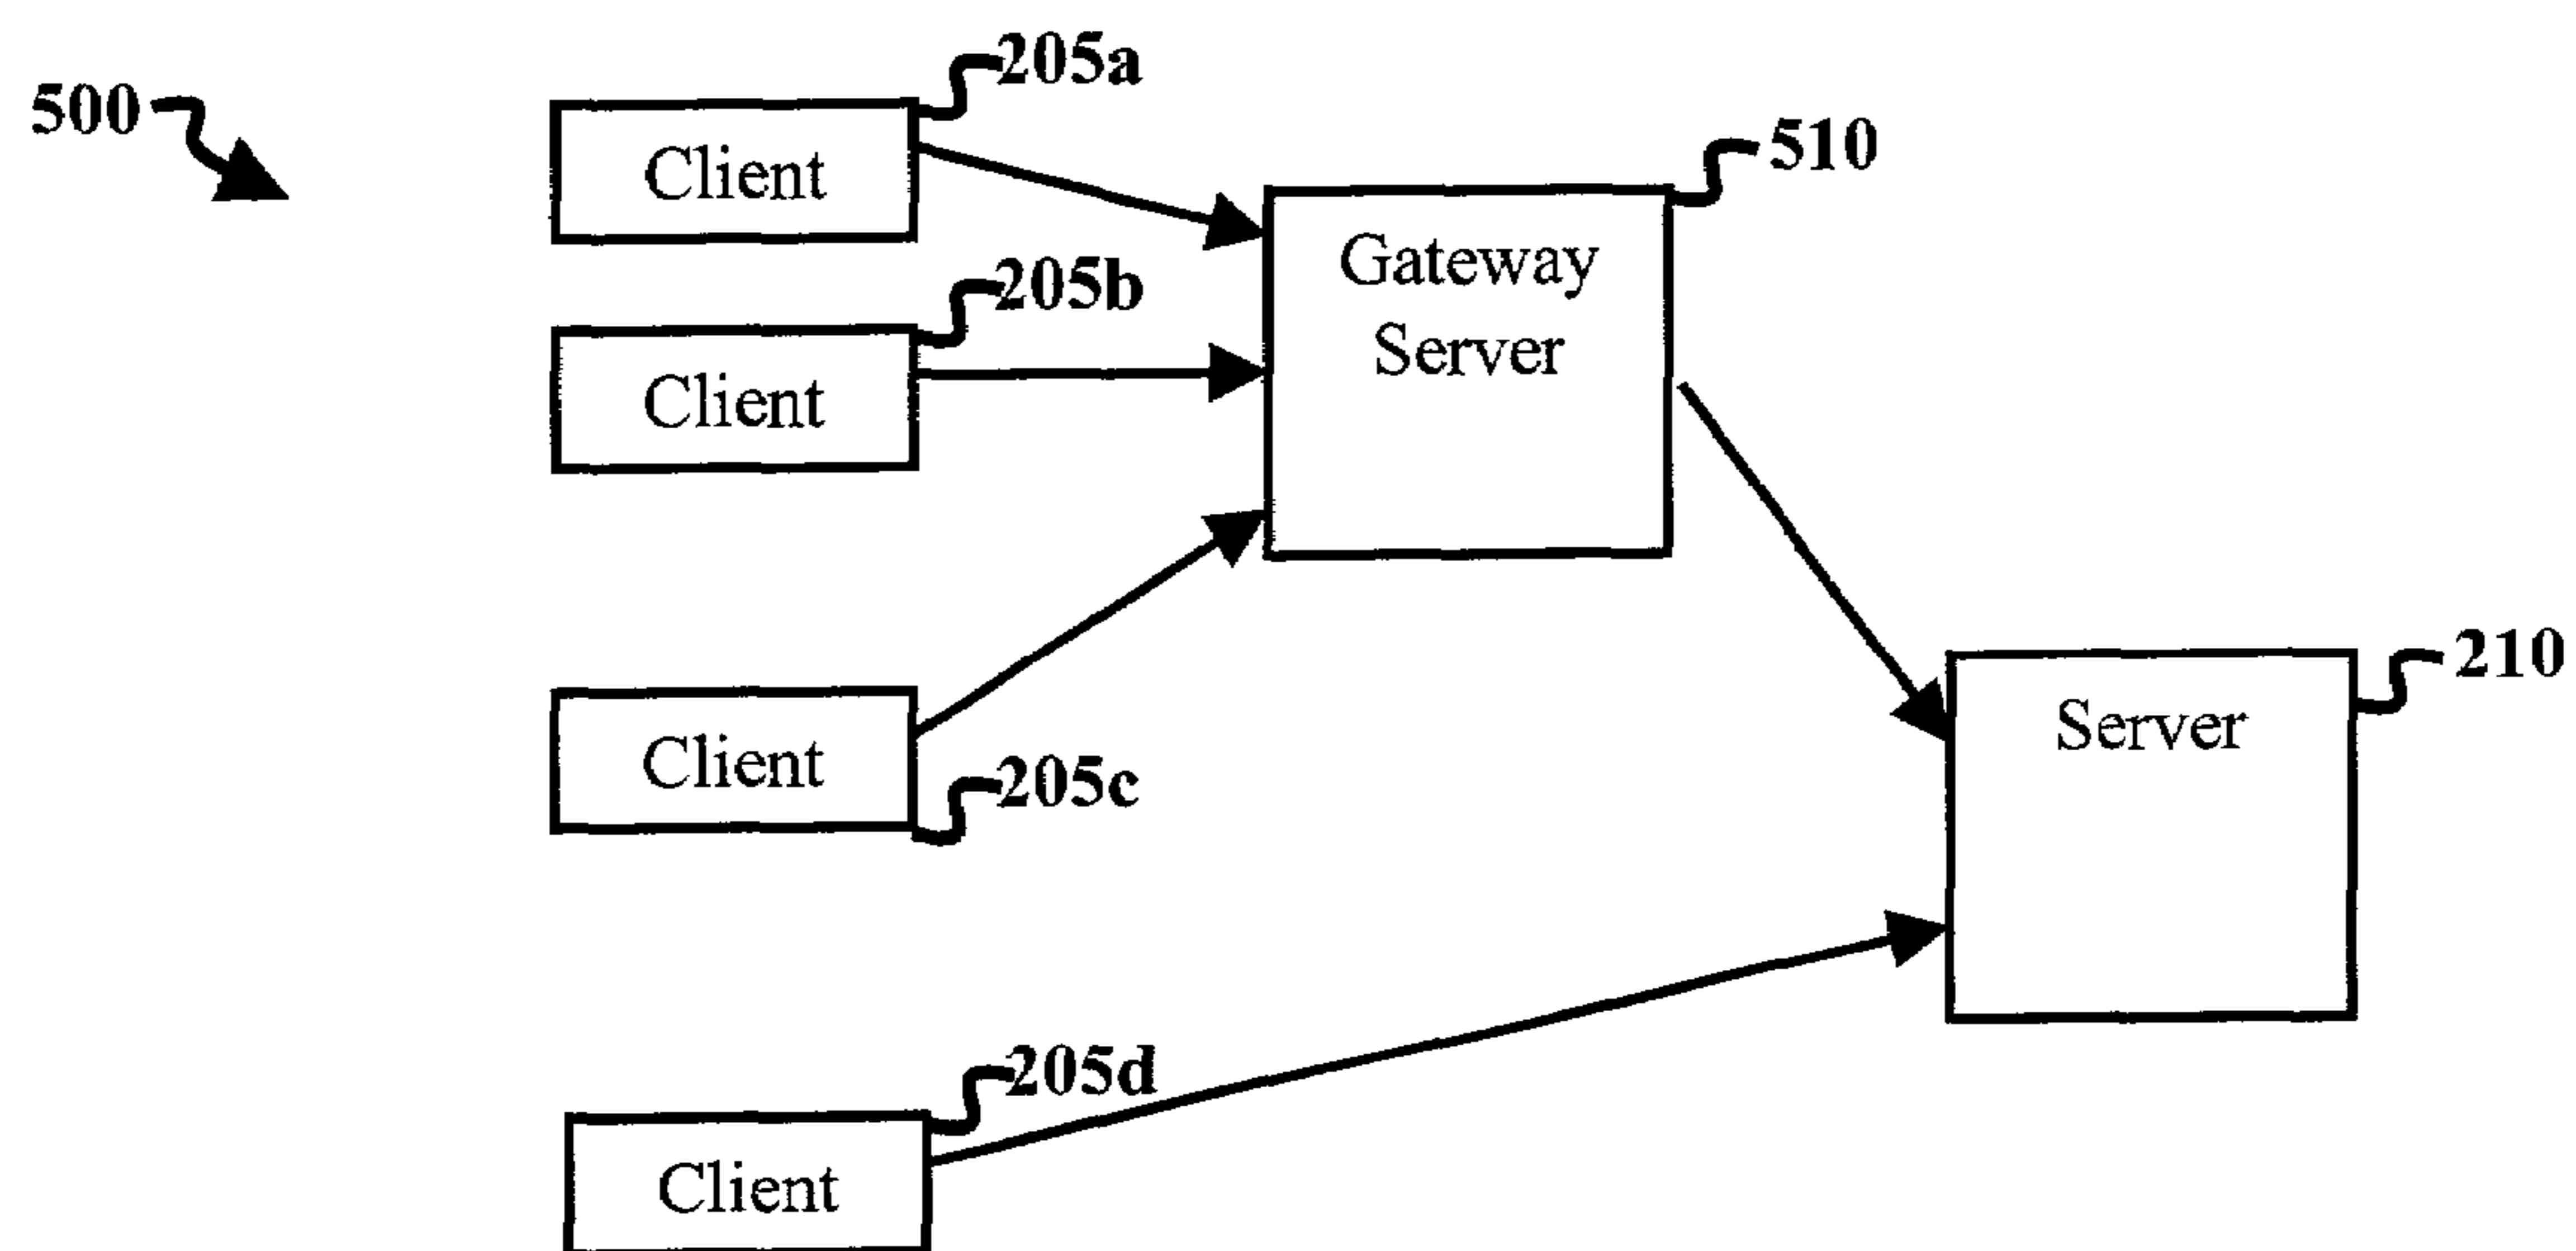 500
205a
Client
510
Gateway
Server
205b
Client
210
Server
Client
205c
205d
Client